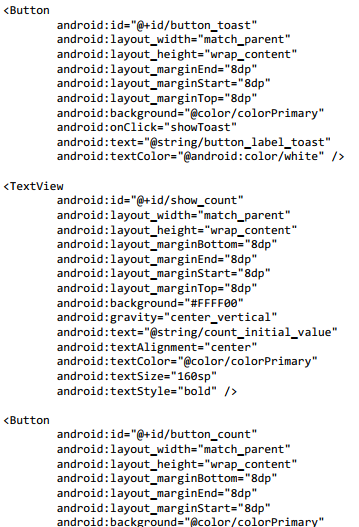 <Button
android:id="@+id/button_toast"
android:layout_width="match_parent"
android:layout_height="wrap_content"
android:layout_marginEnd="8dp"
android:layout_marginStart="8dp"
android:layout_marginTop="8dp"
android:background="@color/colorPrimary"
android:onClick="showToast"
android:text="@string/button_label_toast"
android:textColor="@android:color/white" />
<TextView
android:id="@+id/show_count"
android:layout_width="match_parent"
android:layout_height="wrap_content"
android:layout_marginBottom="8dp"
android:layout_marginEnd="8dp"
android:layout_marginStart="8dp"
android:layout_marginTop="8dp"
android:background="#FFFF00"
android:gravity="center_vertical"
android:text="@string/count_initial_value"
android:textAlignment="center"
android:textColor="@color/colorPrimary"
android:textSize="160sp"
android:textStyle="bold" />
<Button
android:id="@+id/button_count"
android:layout_width="match_parent"
android:layout_height="wrap_content"
android:layout_marginBottom="8dp"
android:layout_marginEnd="8dp"
android:layout_marginStart="8dp"
android:background="@color/colorPrimary"